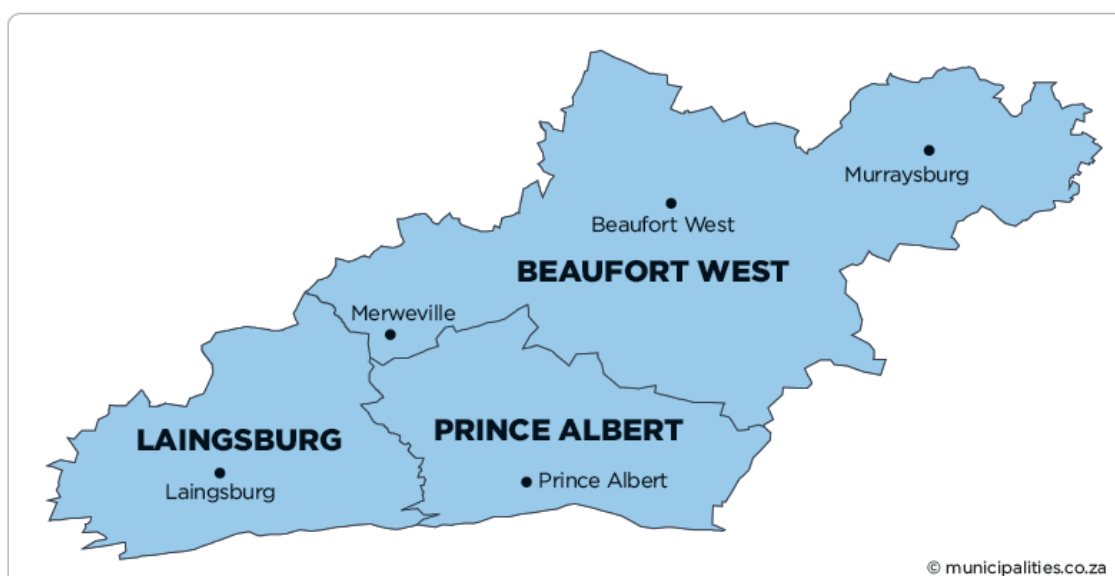 Murraysburg
Beaufort West
BEAUFORT WEST
Merweville
LAINGSBURG
PRINCE ALBERT
Laingsburg
Prince Albert
© municipalities.co.za